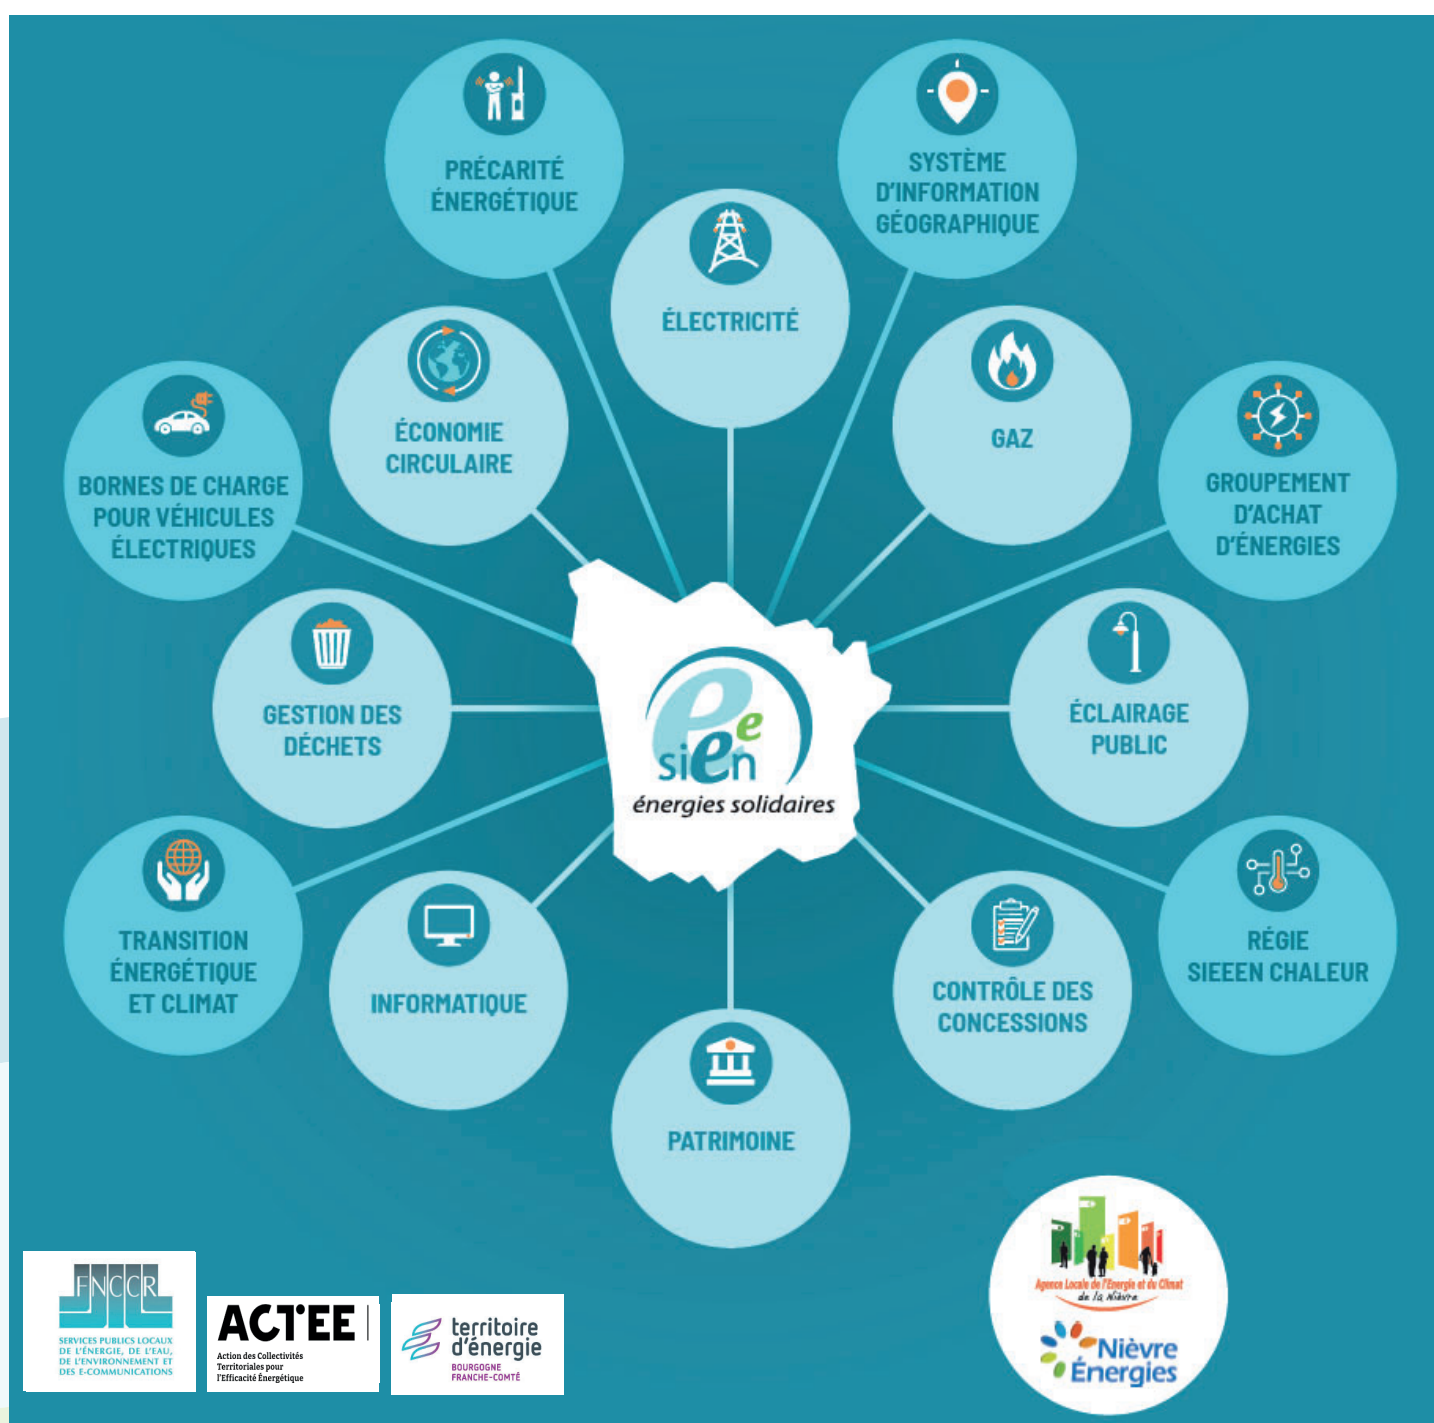 PRÉCARITÉ
ÉNERGÉTIQUE
SYSTÈME
D'INFORMATION
GÉOGRAPHIQUE
ÉLECTRICITÉ
ÉCONOMIE
CIRCULAIRE
GAZ
BORNES DE CHARGE
POUR VÉHICULES
ÉLECTRIQUES
GROUPEMENT
D'ACHAT
D'ÉNERGIES
GESTION DES
DÉCHETS
sieeen
énergies solidaires
ÉCLAIRAGE
PUBLIC
TRANSITION
ÉNERGÉTIQUE
ET CLIMAT
INFORMATIQUE
CONTRÔLE DES
CONCESSIONS
RÉGIE
SIEEEN CHALEUR
PATRIMOINE
FNCCR
SERVICES PUBLICS LOCAUX
DE L'ÉNERGIE, DE L'EAU,
DE L'ENVIRONNEMENT ET
DES E-COMMUNICATIONS
ACTEE
Action des Collectivités
Territoriales pour
l'Efficacité Énergétique
territoire
d'énergie
BOURGOGNE
FRANCHE-COMTÉ
Agence Locale de l'Energie et du Climat
de la Nièvre
Nièvre
Énergies